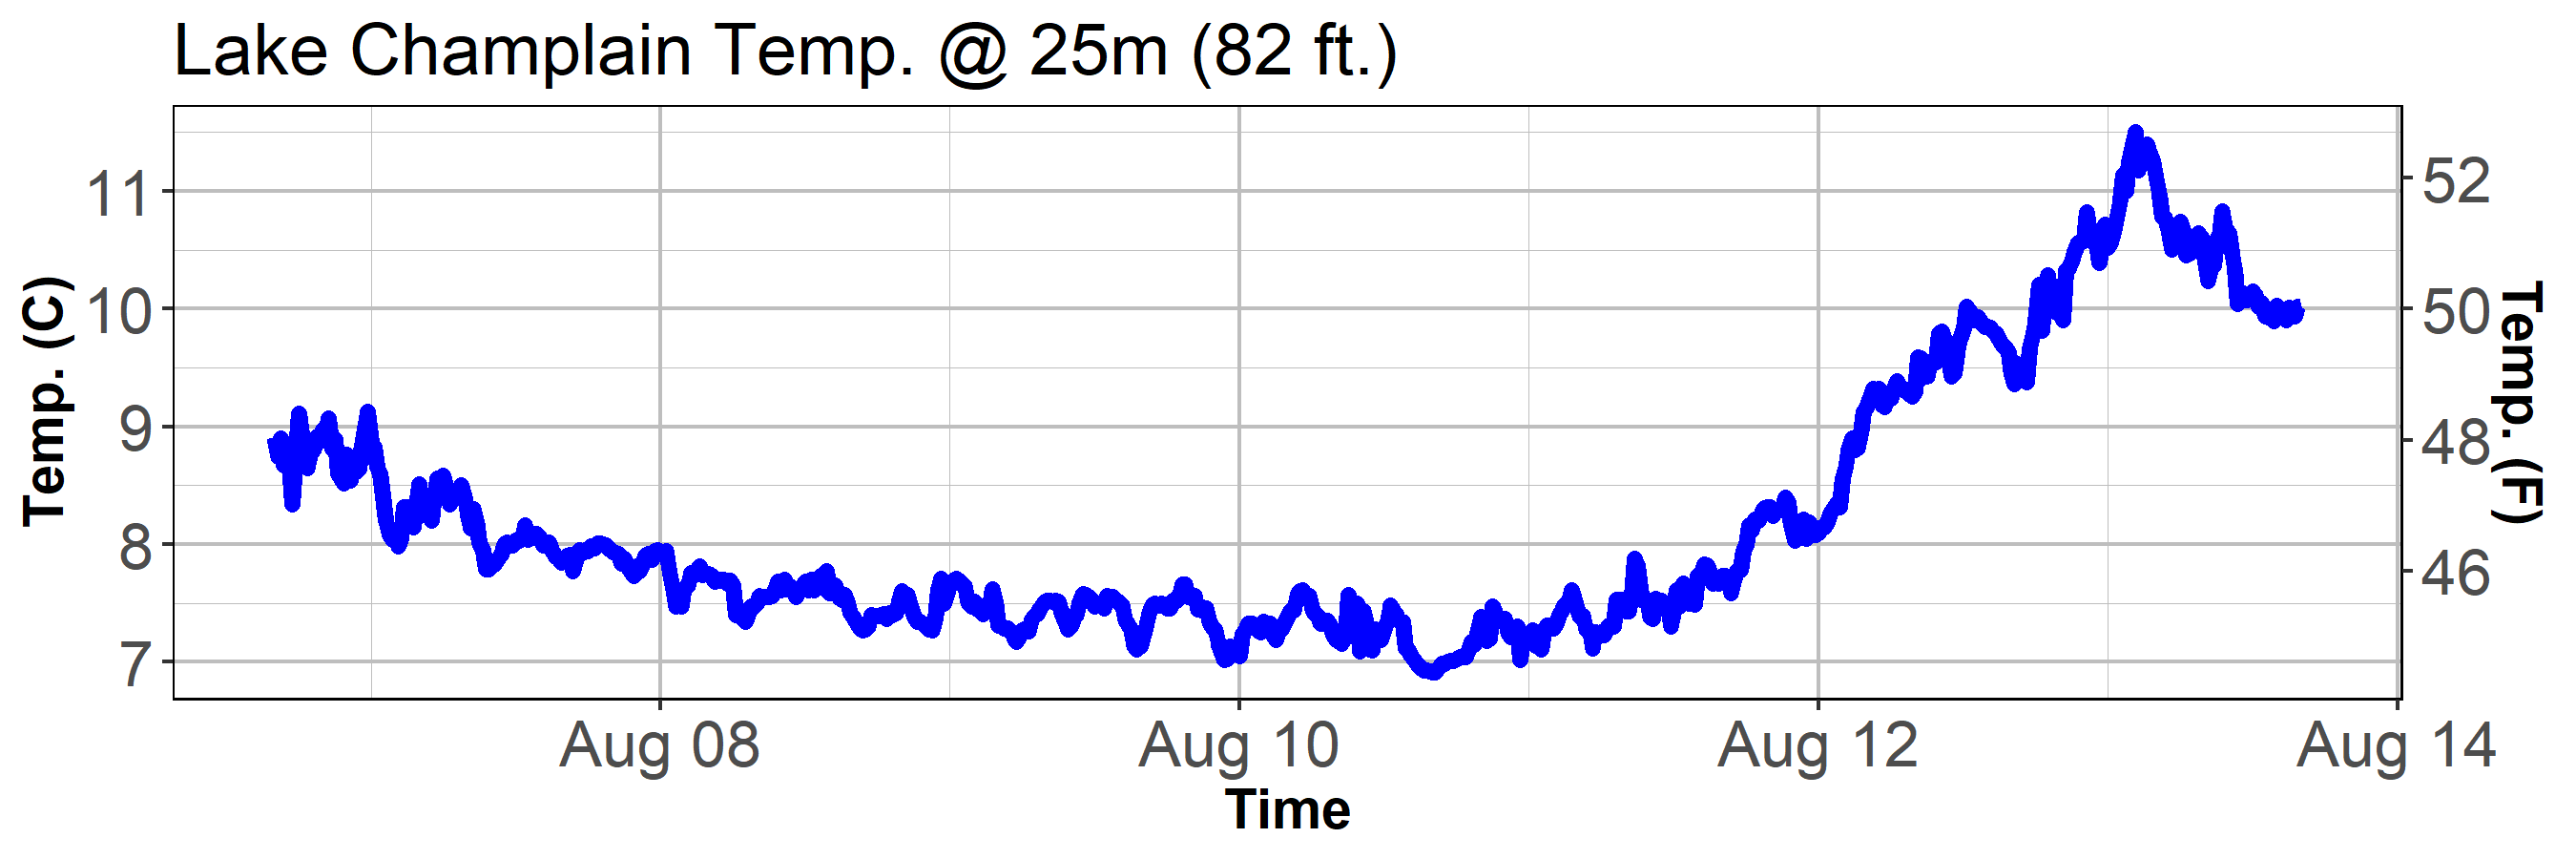 Lake Champlain Temp. @ 25m (82 ft.)
Temp. (C)
11
10
9
8
7
52
50
48
46
Temp. (F)
Aug 08
Aug 10
Aug 12
Aug 14
Time